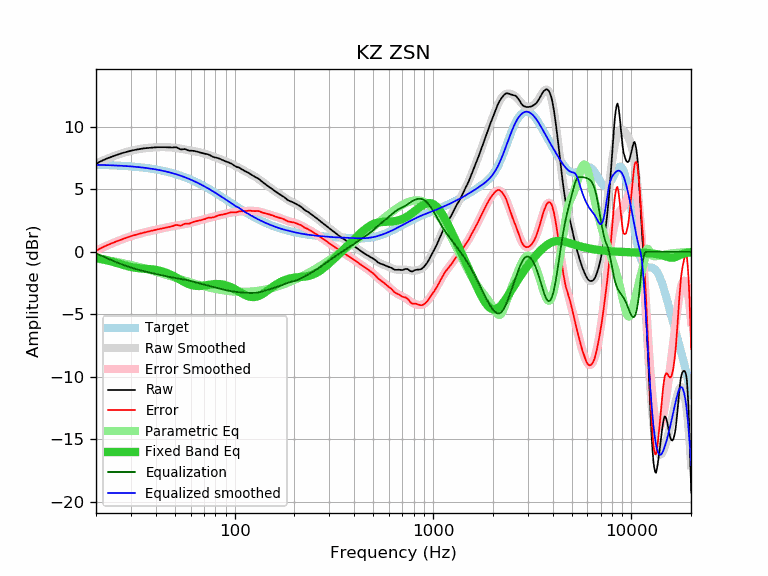 KZ ZSN
Amplitude (dBr)
10
5
0
−5
−10
−15
−20
Target
Raw Smoothed
Error Smoothed
Raw
Error
Parametric Eq
Fixed Band Eq
Equalization
Equalized smoothed
100
1000
10000
Frequency (Hz)